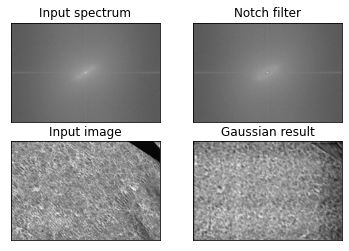 Input spectrum
Notch filter
Input image
Gaussian result